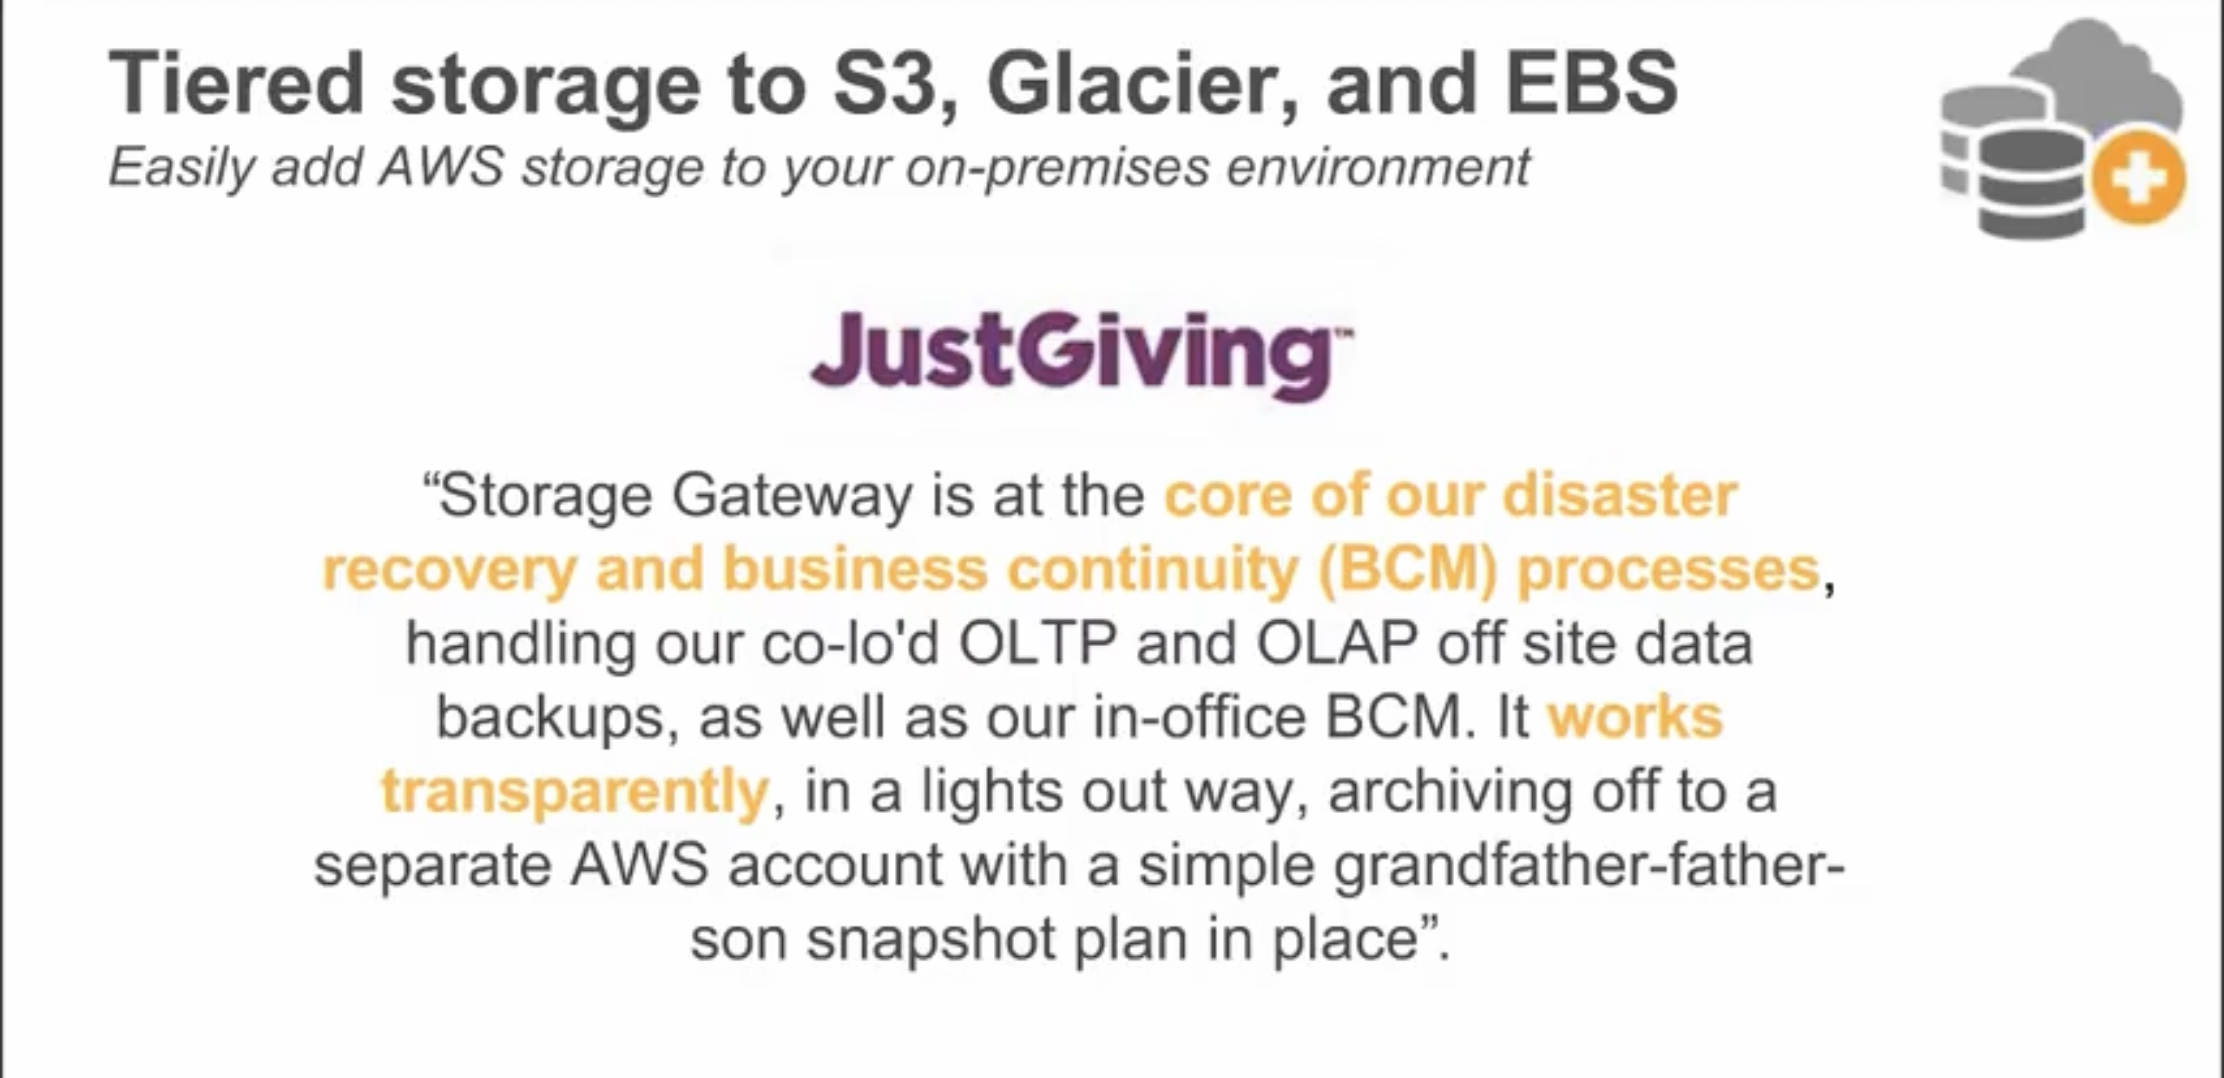 Tiered storage to S3, Glacier, and EBS
Easily add AWS storage to your on-premises environment
JustGiving™
“Storage Gateway is at the core of our disaster
recovery and business continuity (BCM) processes,
handling our co-lo'd OLTP and OLAP off site data
backups, as well as our in-office BCM. It works
transparently, in a lights out way, archiving off to a
separate AWS account with a simple grandfather-father-
son snapshot plan in place”.